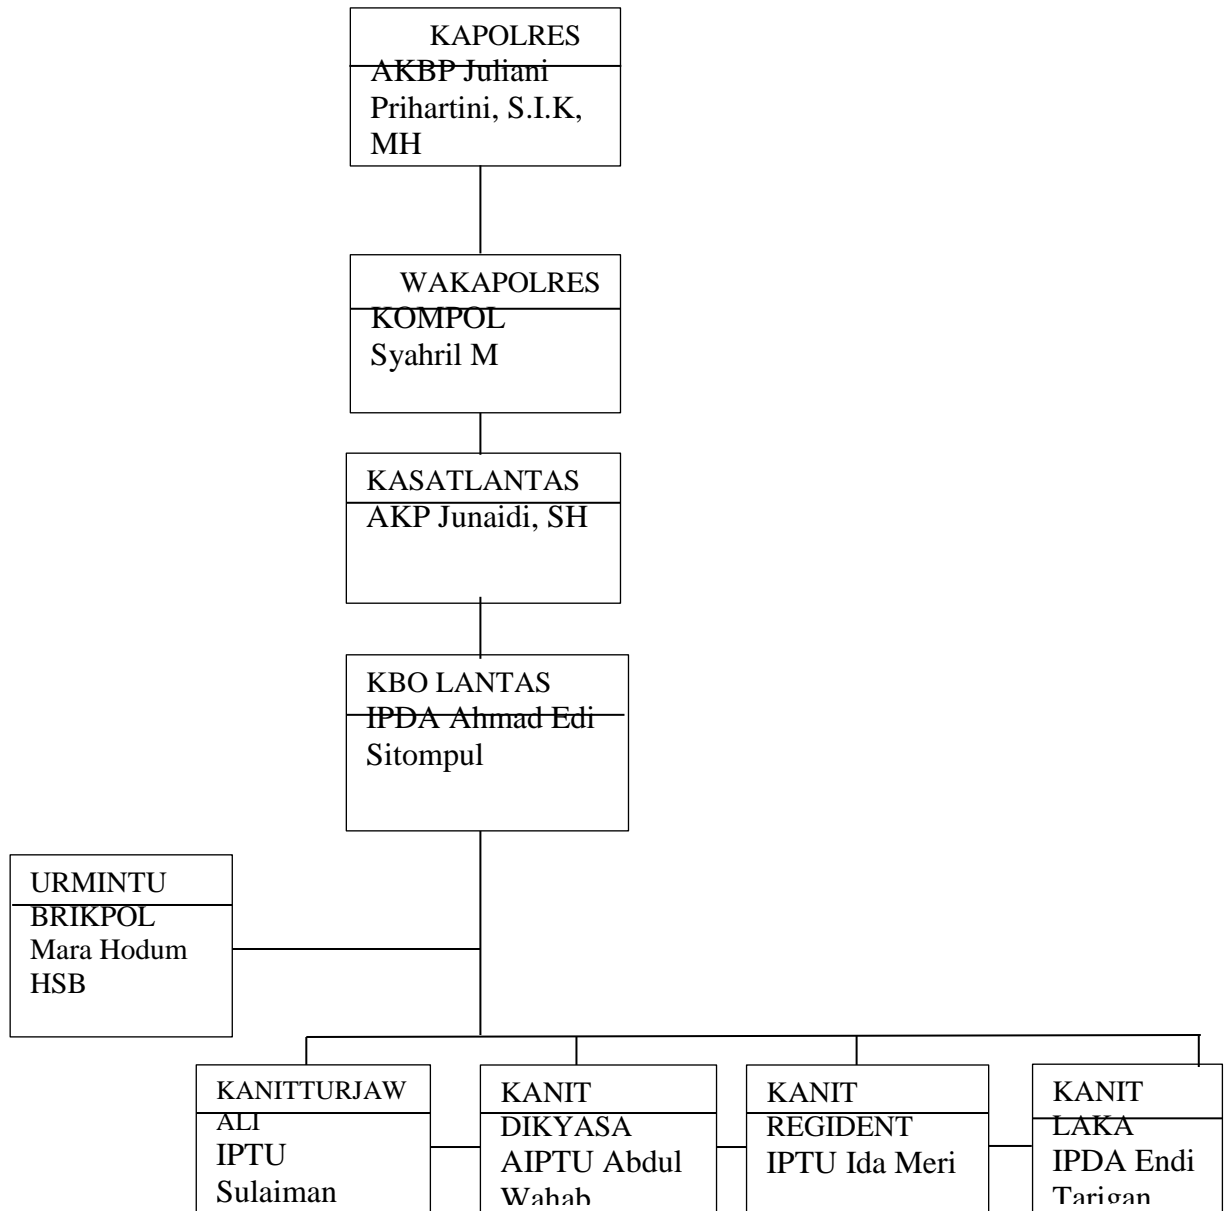 KAPOLRES
AKBP Juliani
Prihartini, S.I.K,
MH
WAKAPOLRES
KOMPOL
Syahril M
KASATLANTAS
AKP Junaidi, SH
KBO LANTAS
IPDA Ahmad Edi
Sitompul
URMINTU
BRIKPOL
Mara Hodum
HSB
KANITTURJAW
ALI
IPTU
Sulaiman
KANIT
DIKYASA
AIPTU Abdul
Wahab
KANIT
REGIDENT
IPTU Ida Meri
KANIT
LAKA
IPDA Endi
Tarigan